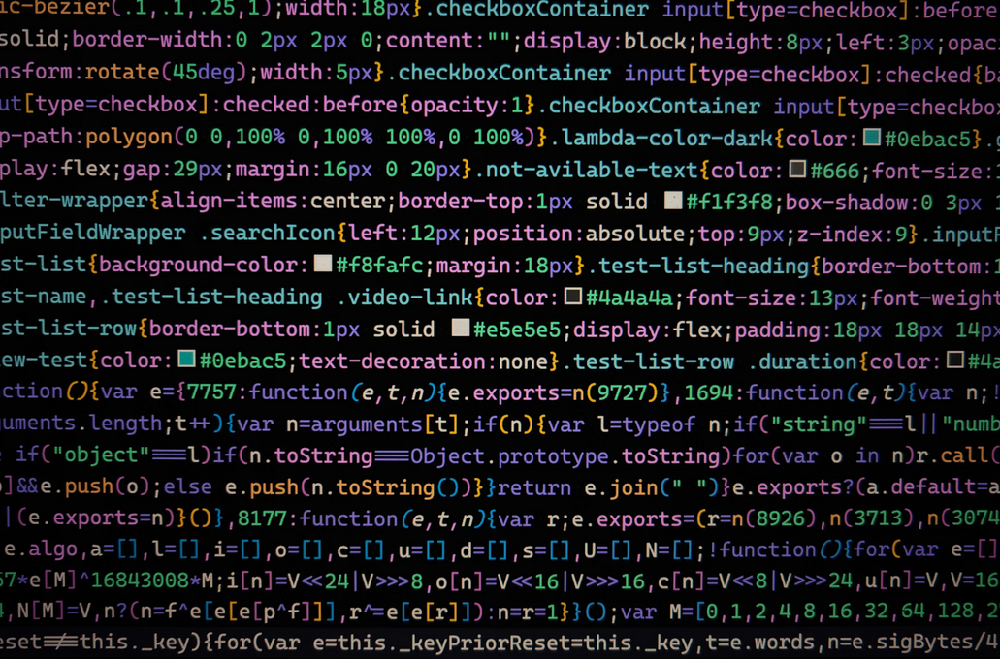 ic-bezier(.1,.1,.25,1);width:18px}.checkboxContainer input[type=checkbox]:before
solid;border-width:0 2px 2px 0;content:"";display:block;height:8px;left:3px;opac
nsform:rotate(45deg);width:5px}.checkboxContainer input[type=checkbox]:checked{ba
ut[type=checkbox]:checked:before{opacity:1}.checkboxContainer input[type=checkbo
p-path:polygon(0 0,100% 0,100% 100%,0 100%)}.lambda-color-dark{color:#0ebac5}.
play:flex;gap:29px;margin:16px 0 20px}.not-avilable-text{color:#666;font-size:1
lter-wrapper{align-items:center;border-top:1px solid #f1f3f8;box-shadow:0 3px
putFieldWrapper .searchIcon{left:12px;position:absolute;top:9px;z-index:9}.inputF
st-list{background-color:#f8fafc;margin:18px}.test-list-heading{border-bottom:1
st-name,.test-list-heading .video-link{color:#4a4a4a;font-size:13px;font-weight
st-list-row{border-bottom:1px solid #e5e5e5;display:flex;padding:18px 18px 14px
ew-test{color:#0ebac5;text-decoration:none}.test-list-row .duration{color:#4a
ction(){var e={7757:function(e,t,n){e.exports=n(9727)},1694:function(e,t){var n;!
guments.length;t++){var n=arguments[t];if(n){var l=typeof n;if("string"===l||"numb
if("object"===l)if(n.toString===Object.prototype.toString)for(var o in n)r.call(
]&&e.push(o);else e.push(n.toString())}}return e.join(" ")}e.exports?(a.default=a
||(e.exports=n)}()},8177:function(e,t,n){var r;e.exports=(r=n(8926),n(3713),n(3074
e.algo,a=[],l=[],i=[],o=[],c=[],u=[],d=[],s=[],U=[],N=[];!function(){for(var e=[]
57*e[M]^16843008*M;i[n]=V<<24|V>>>8,o[n]=V<<16|V>>>16,c[n]=V<<8|V>>>24,u[n]=V,V=16
4,N[M]=V,n?(n=f^e[e[e[p^f]]],r^=e[e[r]]):n=r=1}}();var M=[0,1,2,4,8,16,32,64,128,2
eset!==this._key){for(var e=this._keyPriorReset=this._key,t=e.words,n=e.sigBytes/4